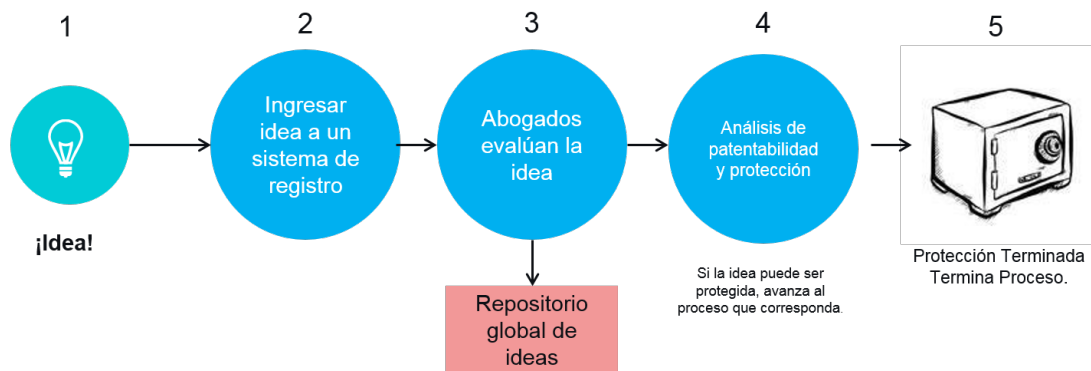 1
2
3
4
5
Ingresar
idea a un
sistema de
registro
Abogados
evalúan la
idea
Análisis de
patentabilidad
y protección
¡Idea!
Protección Terminada
Termina Proceso.
Si la idea puede ser
protegida, avanza al
proceso que corresponda.
Repositorio
global de
ideas